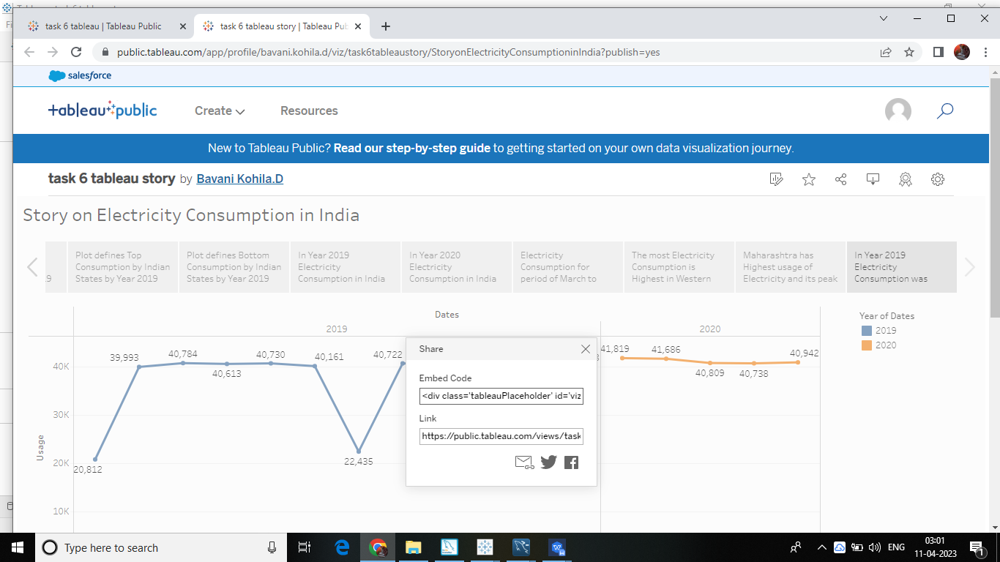 task 6 tableau | Tableau Public
task 6 tableau story | Tableau Pub
public.tableau.com/app/profile/bavani.kohila.d/viz/task6tableaustory/StoryonElectricityConsumptioninIndia?publish=yes
salesforce
+ableau public
Create
Resources
New to Tableau Public? Read our step-by-step guide to getting started on your own data visualization journey.
task 6 tableau story by Bavani Kohila.D
Story on Electricity Consumption in India
Plot defines Top
Consumption by Indian
States by Year 2019
Plot defines Bottom
Consumption by Indian
States by Year 2019
In Year 2019
Electricity
Consumption in India
In Year 2020
Electricity
Consumption in India
Electricity
Consumption for
period of March to
The most Electricity
Consumption is
Highest in Western
Maharashtra has
Highest usage of
Electricity and its peak
In Year 2019
Electricity
Consumption was
Dates
2019
2020
Year of Dates
2019
2020
Usage
40K
30K
20K
10K
20,812
39,993
40,784
40,613
40,730
40,161
22,435
40,722
41,819
41,686
40,809
40,738
40,942
Share
Embed Code
<div class='tableauPlaceholder' id='viz
Link
https://public.tableau.com/views/task
Type here to search
ENG
03:01
11-04-2023
1